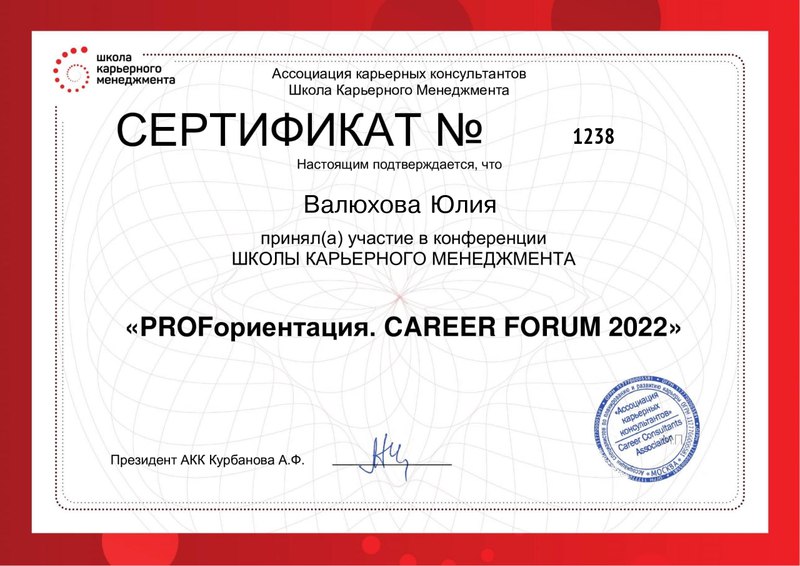 школа
карьерного
менеджмента
Ассоциация карьерных консультантов
Школа Карьерного Менеджмента
СЕРТИФИКАТ № 1238
Настоящим подтверждается, что
Валюхова Юлия
принял(а) участие в конференции
ШКОЛЫ КАРЬЕРНОГО МЕНЕДЖМЕНТА
«PROFориентация. CAREER FORUM 2022»
«Ассоциация
карьерных
консультантов»
Career Consultants
Association
МОСКВА
Президент АКК Курбанова А.Ф.